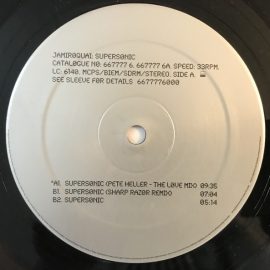 JAMIROQUAI: SUPERSONIC
CATALOGUE NO: 667777 6. 667777 6A. SPEED: 33RPM.
LC: 6140. MCPS/BIEM/SDRM/STEREO. SIDE A.
SEE SLEEVE FOR DETAILS 6677776000
*A1. SUPERSONIC (PETE HELLER - THE LOVE MIX) 09:35
B1. SUPERSONIC (SHARP RAZOR REMIX) 07:04
B2. SUPERSONIC 05:14